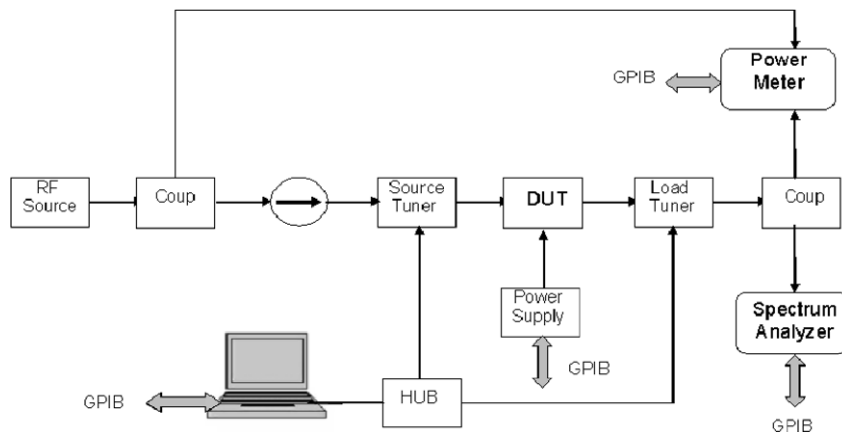 Power
Meter
GPIB
RF
Source
Coup
Source
Tuner
DUT
Load
Tuner
Coup
Power
Supply
GPIB
Spectrum
Analyzer
GPIB
HUB
GPIB